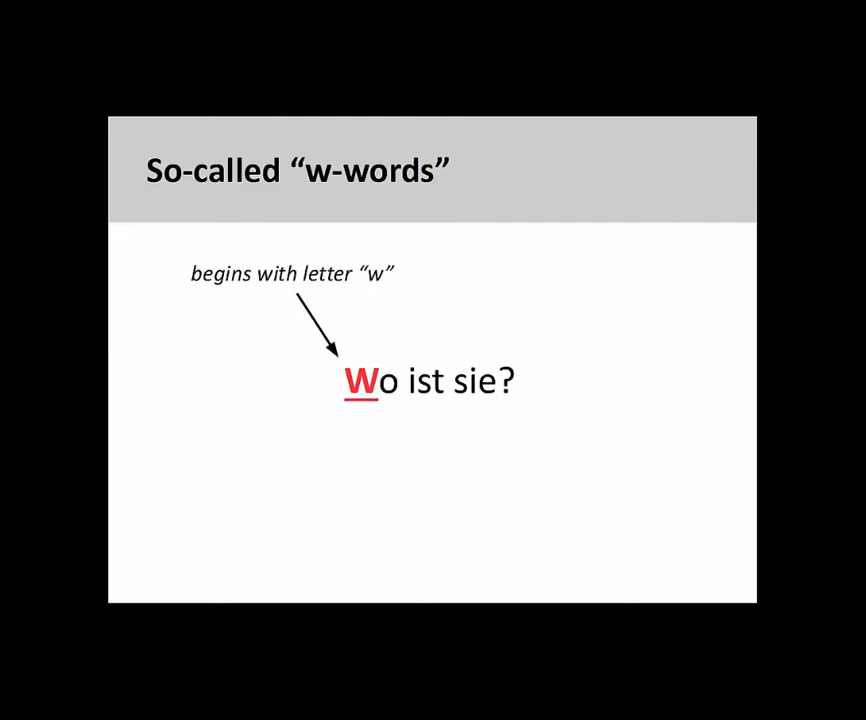 So-called “w-words”
begins with letter “w”
Wo ist sie?